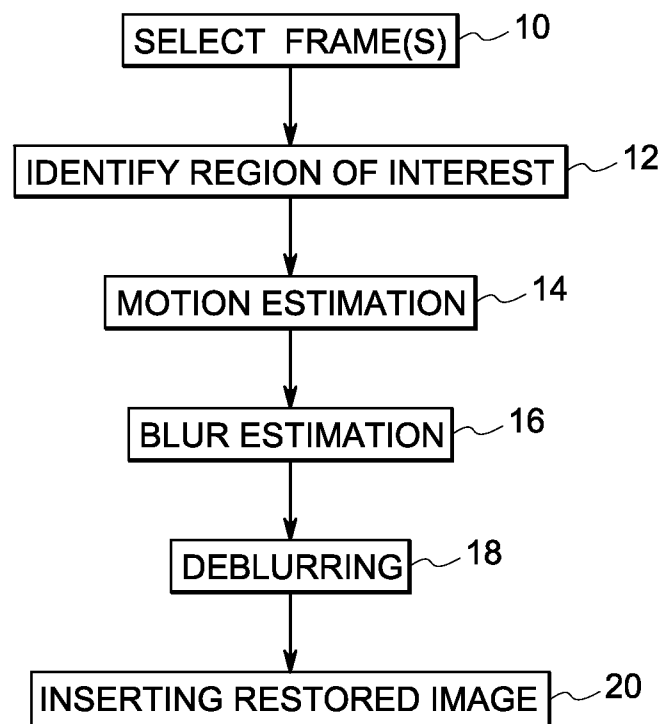 SELECT FRAME(S) 10
IDENTIFY REGION OF INTEREST 12
MOTION ESTIMATION 14
BLUR ESTIMATION 16
DEBLURRING 18
INSERTING RESTORED IMAGE 20